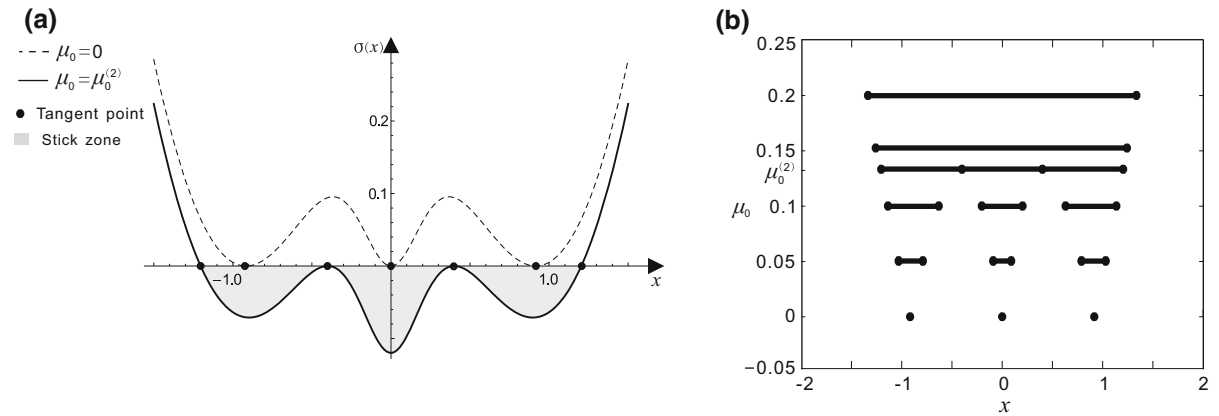 (a)
μ₀=0
μ₀=μ₀⁽²⁾
Tangent point
Stick zone
σ(x)
0.2
0.1
−1.0
1.0
x
(b)
0.25
0.2
0.15
μ₀⁽²⁾
μ₀
0.1
0.05
0
−0.05
−2
−1
0
1
2
x